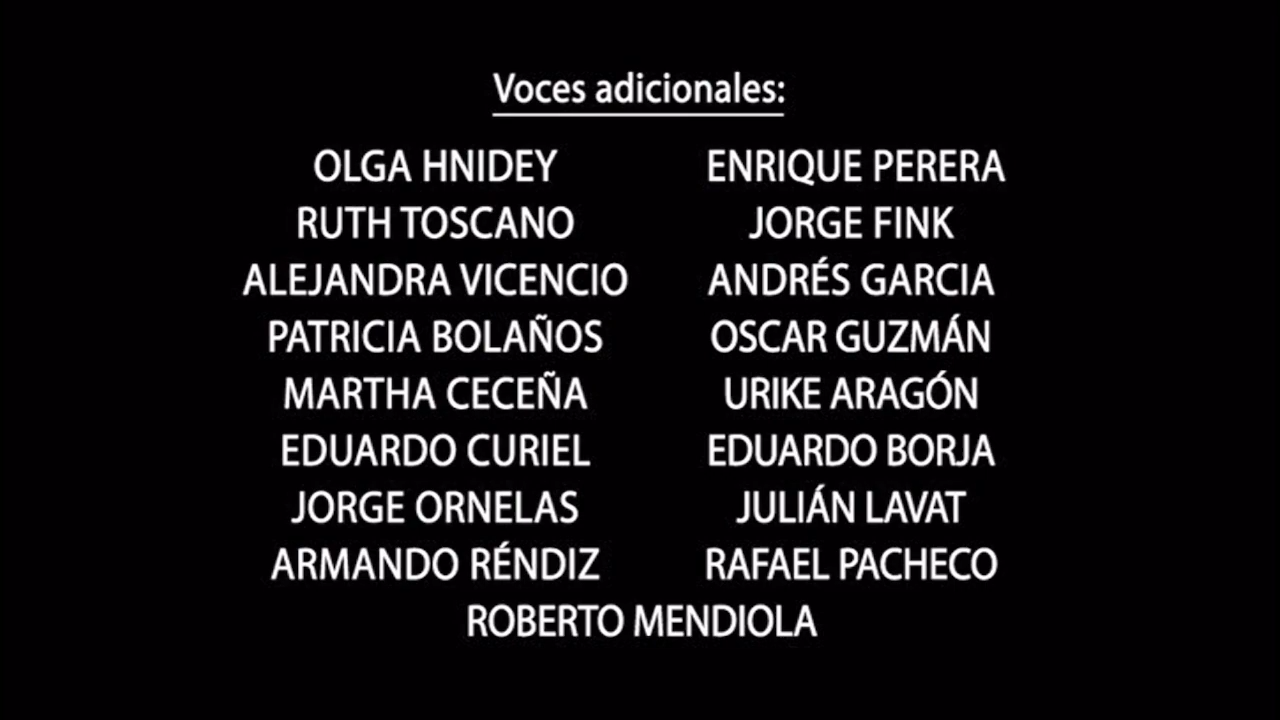 Voces adicionales:
OLGA HNIDEY ENRIQUE PERERA
RUTH TOSCANO JORGE FINK
ALEJANDRA VICENCIO ANDRÉS GARCIA
PATRICIA BOLAÑOS OSCAR GUZMÁN
MARTHA CECEÑA URIKE ARAGÓN
EDUARDO CURIEL EDUARDO BORJA
JORGE ORNELAS JULIÁN LAVAT
ARMANDO RÉNDIZ RAFAEL PACHECO
ROBERTO MENDIOLA